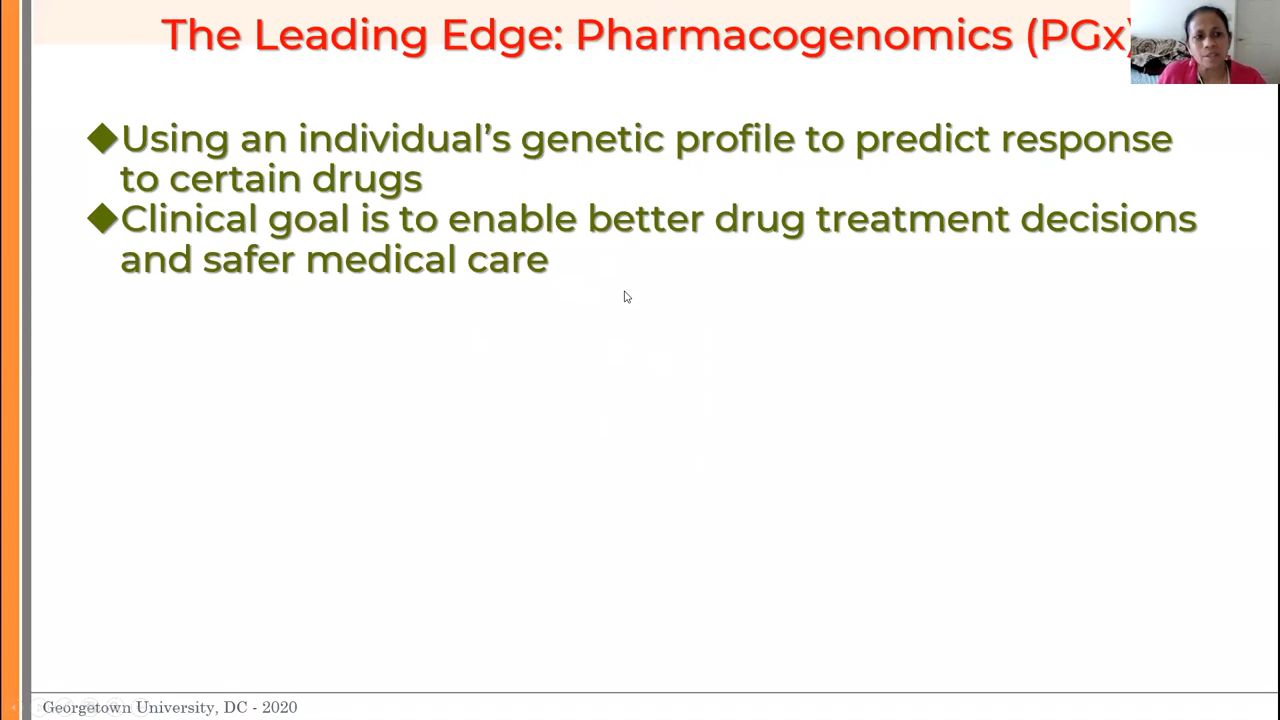 The Leading Edge: Pharmacogenomics (PGx)
◆Using an individual’s genetic profile to predict response
to certain drugs
◆Clinical goal is to enable better drug treatment decisions
and safer medical care
Georgetown University, DC - 2020